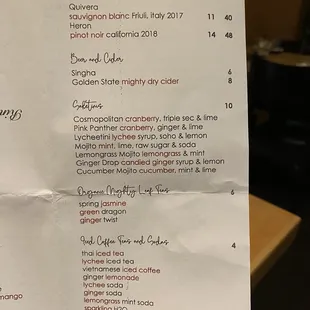 Quivera
sauvignon blanc Friuli, italy 2017 11 40
Heron
pinot noir california 2018 14 48
Beer and Cider
Singha 6
Golden State mighty dry cider 8
10
Cosmopolitan cranberry, triple sec & lime
Pink Panther cranberry, ginger & lime
Lycheetini lychee syrup, soho & lemon
Mojito mint, lime, raw sugar & soda
Lemongrass Mojito lemongrass & mint
Ginger Drop candied ginger syrup & lemon
Cucumber Mojito cucumber, mint & lime
Organic Mighty Leaf Teas 6
spring jasmine
green dragon
ginger twist
Iced Coffee Teas and Sodas 4
thai iced tea
lychee iced tea
vietnamese iced coffee
ginger lemonade
lychee soda
ginger soda
lemongrass mint soda
sparkling H2O
mango